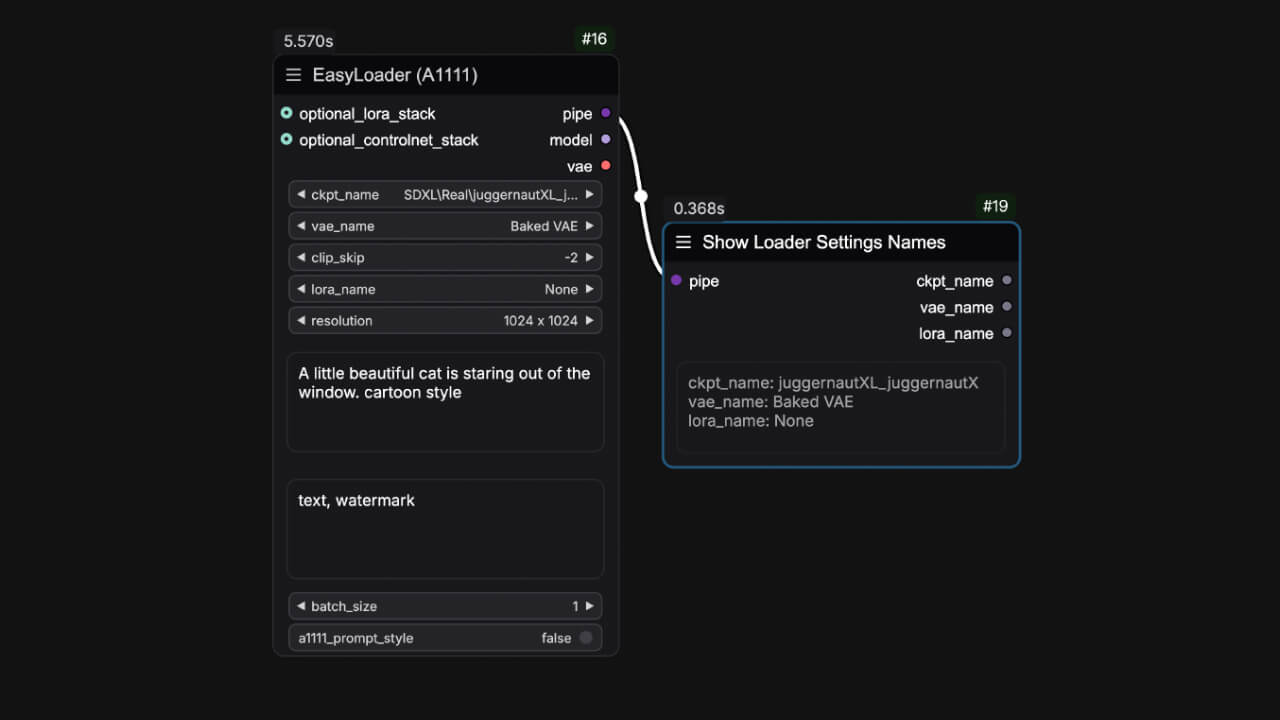 5.570s
#16
EasyLoader (A1111)
optional_lora_stack
pipe
optional_controlnet_stack
model
vae
ckpt_name
SDXL\Real\juggernautXL_j...
vae_name
Baked VAE
clip_skip
-2
lora_name
None
resolution
1024 x 1024
A little beautiful cat is staring out of the
window. cartoon style
text, watermark
batch_size
1
a1111_prompt_style
false
0.368s
#19
Show Loader Settings Names
pipe
ckpt_name
vae_name
lora_name
ckpt_name: juggernautXL_juggernautX
vae_name: Baked VAE
lora_name: None